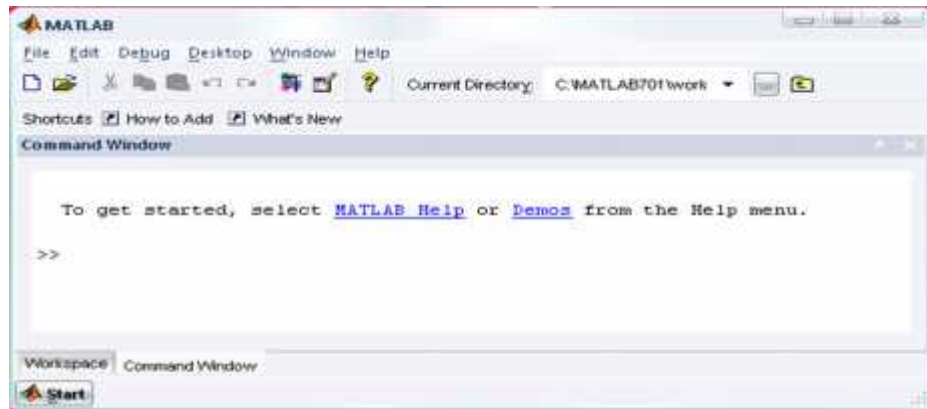 MATLAB
File Edit Debug Desktop Window Help
Current Directory: C:\MATLAB701\work
Shortcuts How to Add What's New
Command Window
To get started, select MATLAB Help or Demos from the Help menu.
>>
Workspace Command Window
Start